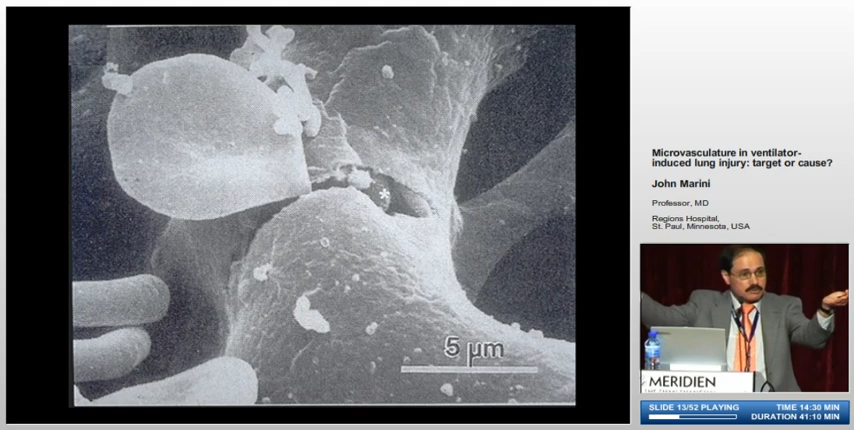 5 µm
*
Microvasculature in ventilator-
induced lung injury: target or cause?
John Marini
Professor, MD
Regions Hospital,
St. Paul, Minnesota, USA
MERIDIEN
SLIDE 13/52 PLAYING
TIME 14:30 MIN
DURATION 41:10 MIN